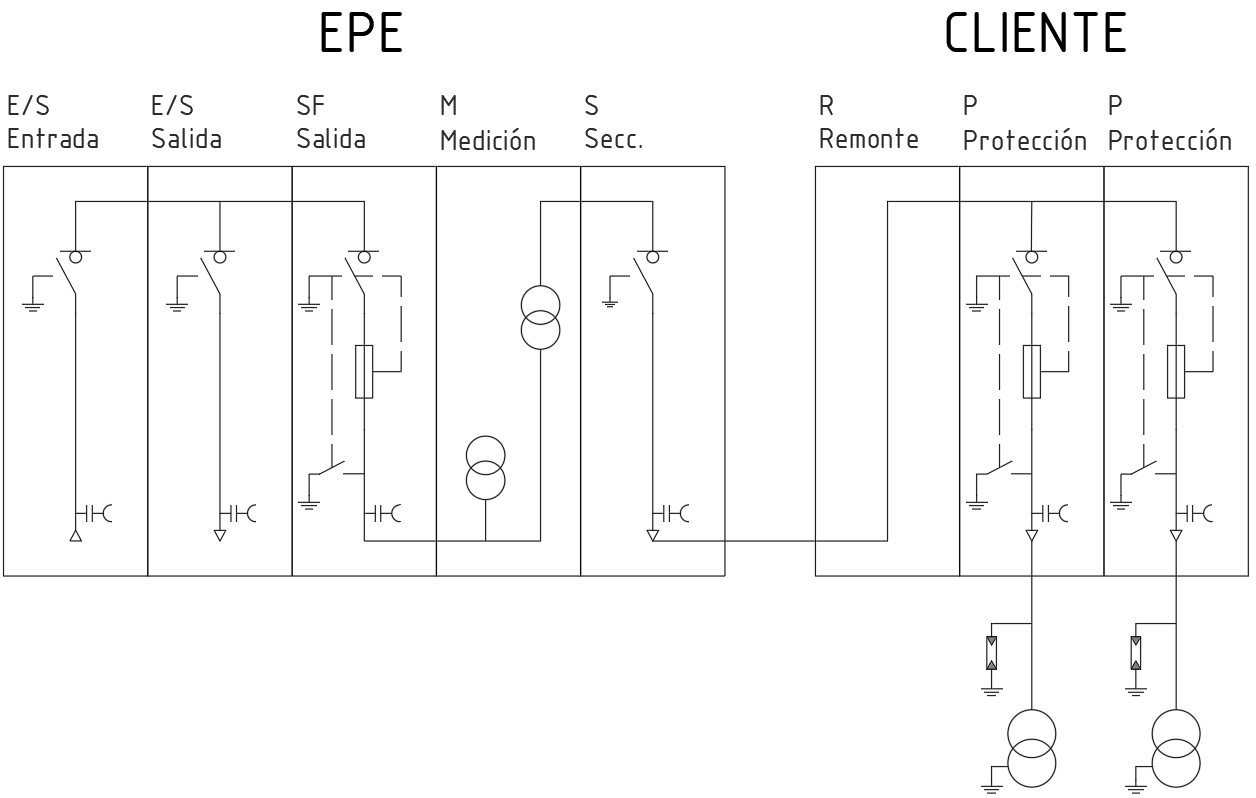 EPE
CLIENTE
E/S
Entrada
E/S
Salida
SF
Salida
M
Medición
S
Secc.
R
Remonte
P
Protección
P
Protección